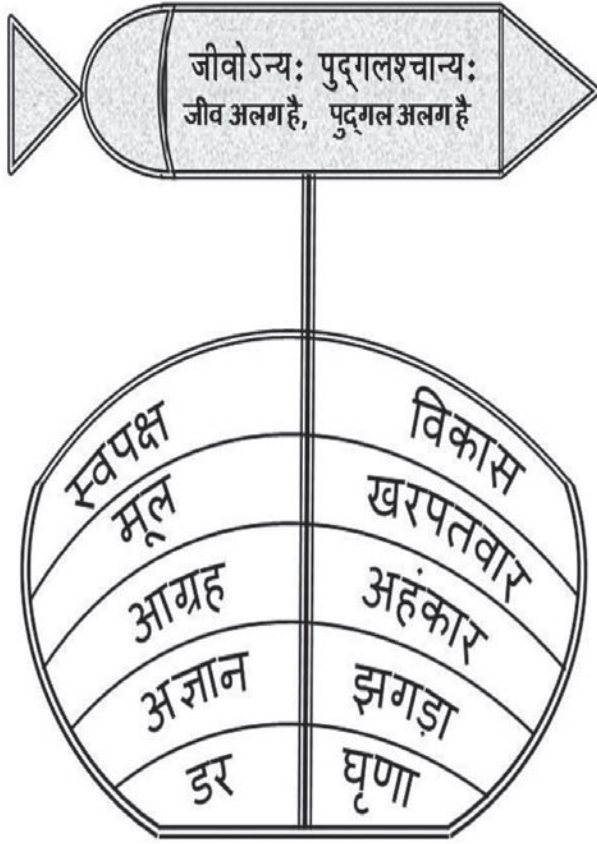 जीवोऽन्यः पुद्‌गलश्चान्यः
जीव अलग है, पुद्‌गल अलग है
स्वपक्ष विकास
मूल खरपतवार
आग्रह अहंकार
अज्ञान झगड़ा
डर घृणा